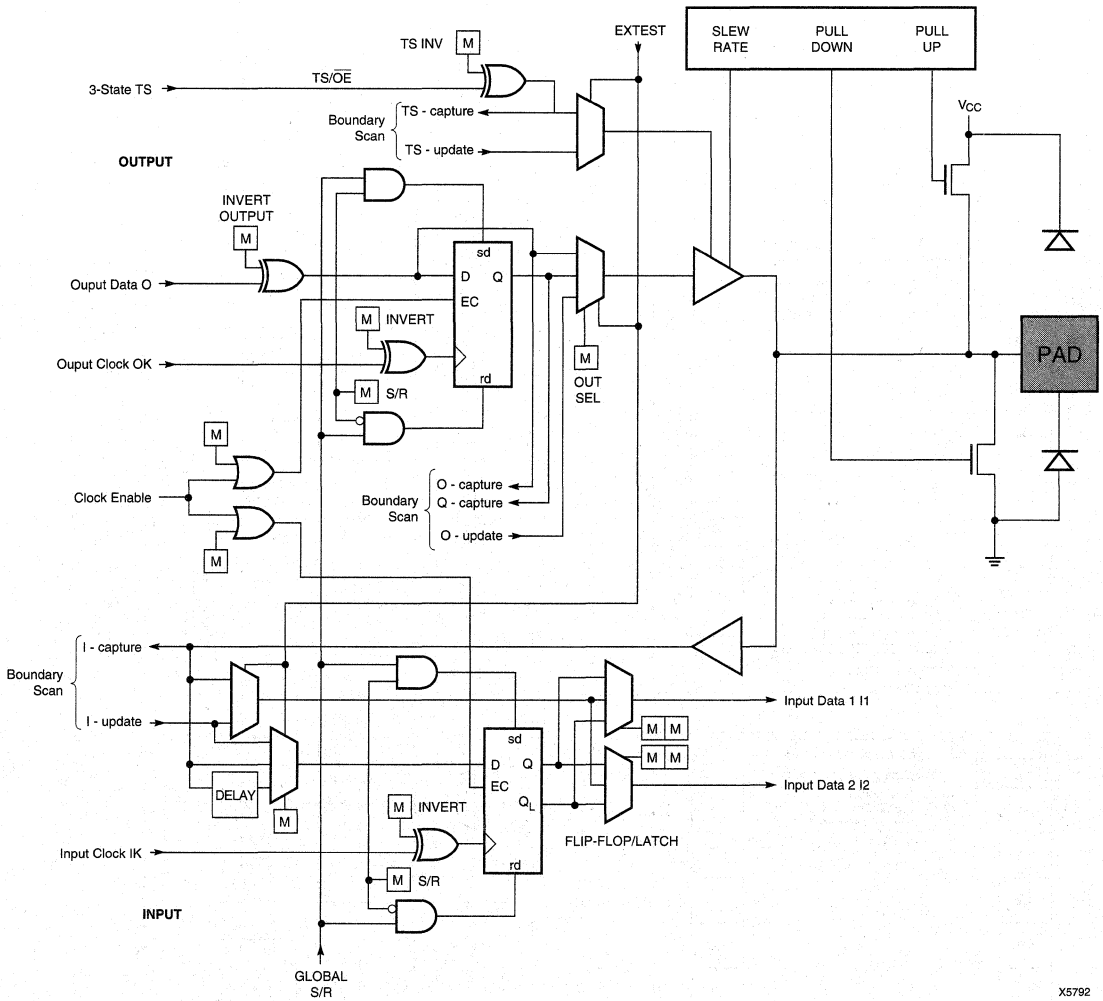 EXTEST
SLEW RATE
PULL DOWN
PULL UP
TS INV
M
TS/OE
3-State TS
VCC
TS - capture
Boundary Scan
TS - update
OUTPUT
INVERT OUTPUT
M
sd
D
Q
Ouput Data O
EC
M
INVERT
PAD
Ouput Clock OK
M
OUT SEL
rd
M
S/R
M
Clock Enable
O - capture
Q - capture
Boundary Scan
O - update
M
I - capture
Boundary Scan
I - update
Input Data 1 I1
M M
sd
M M
D
Q
EC
Input Data 2 I2
DELAY
QL
M
M
INVERT
FLIP-FLOP/LATCH
Input Clock IK
rd
M
S/R
INPUT
GLOBAL S/R
X5792